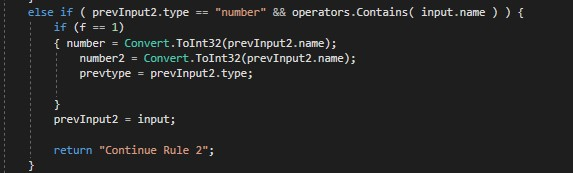 else if ( prevInput2.type == "number" && operators.Contains( input.name ) ) {
if (f == 1)
{ number = Convert.ToInt32(prevInput2.name);
number2 = Convert.ToInt32(prevInput2.name);
prevtype = prevInput2.type;
}
prevInput2 = input;
return "Continue Rule 2";
}